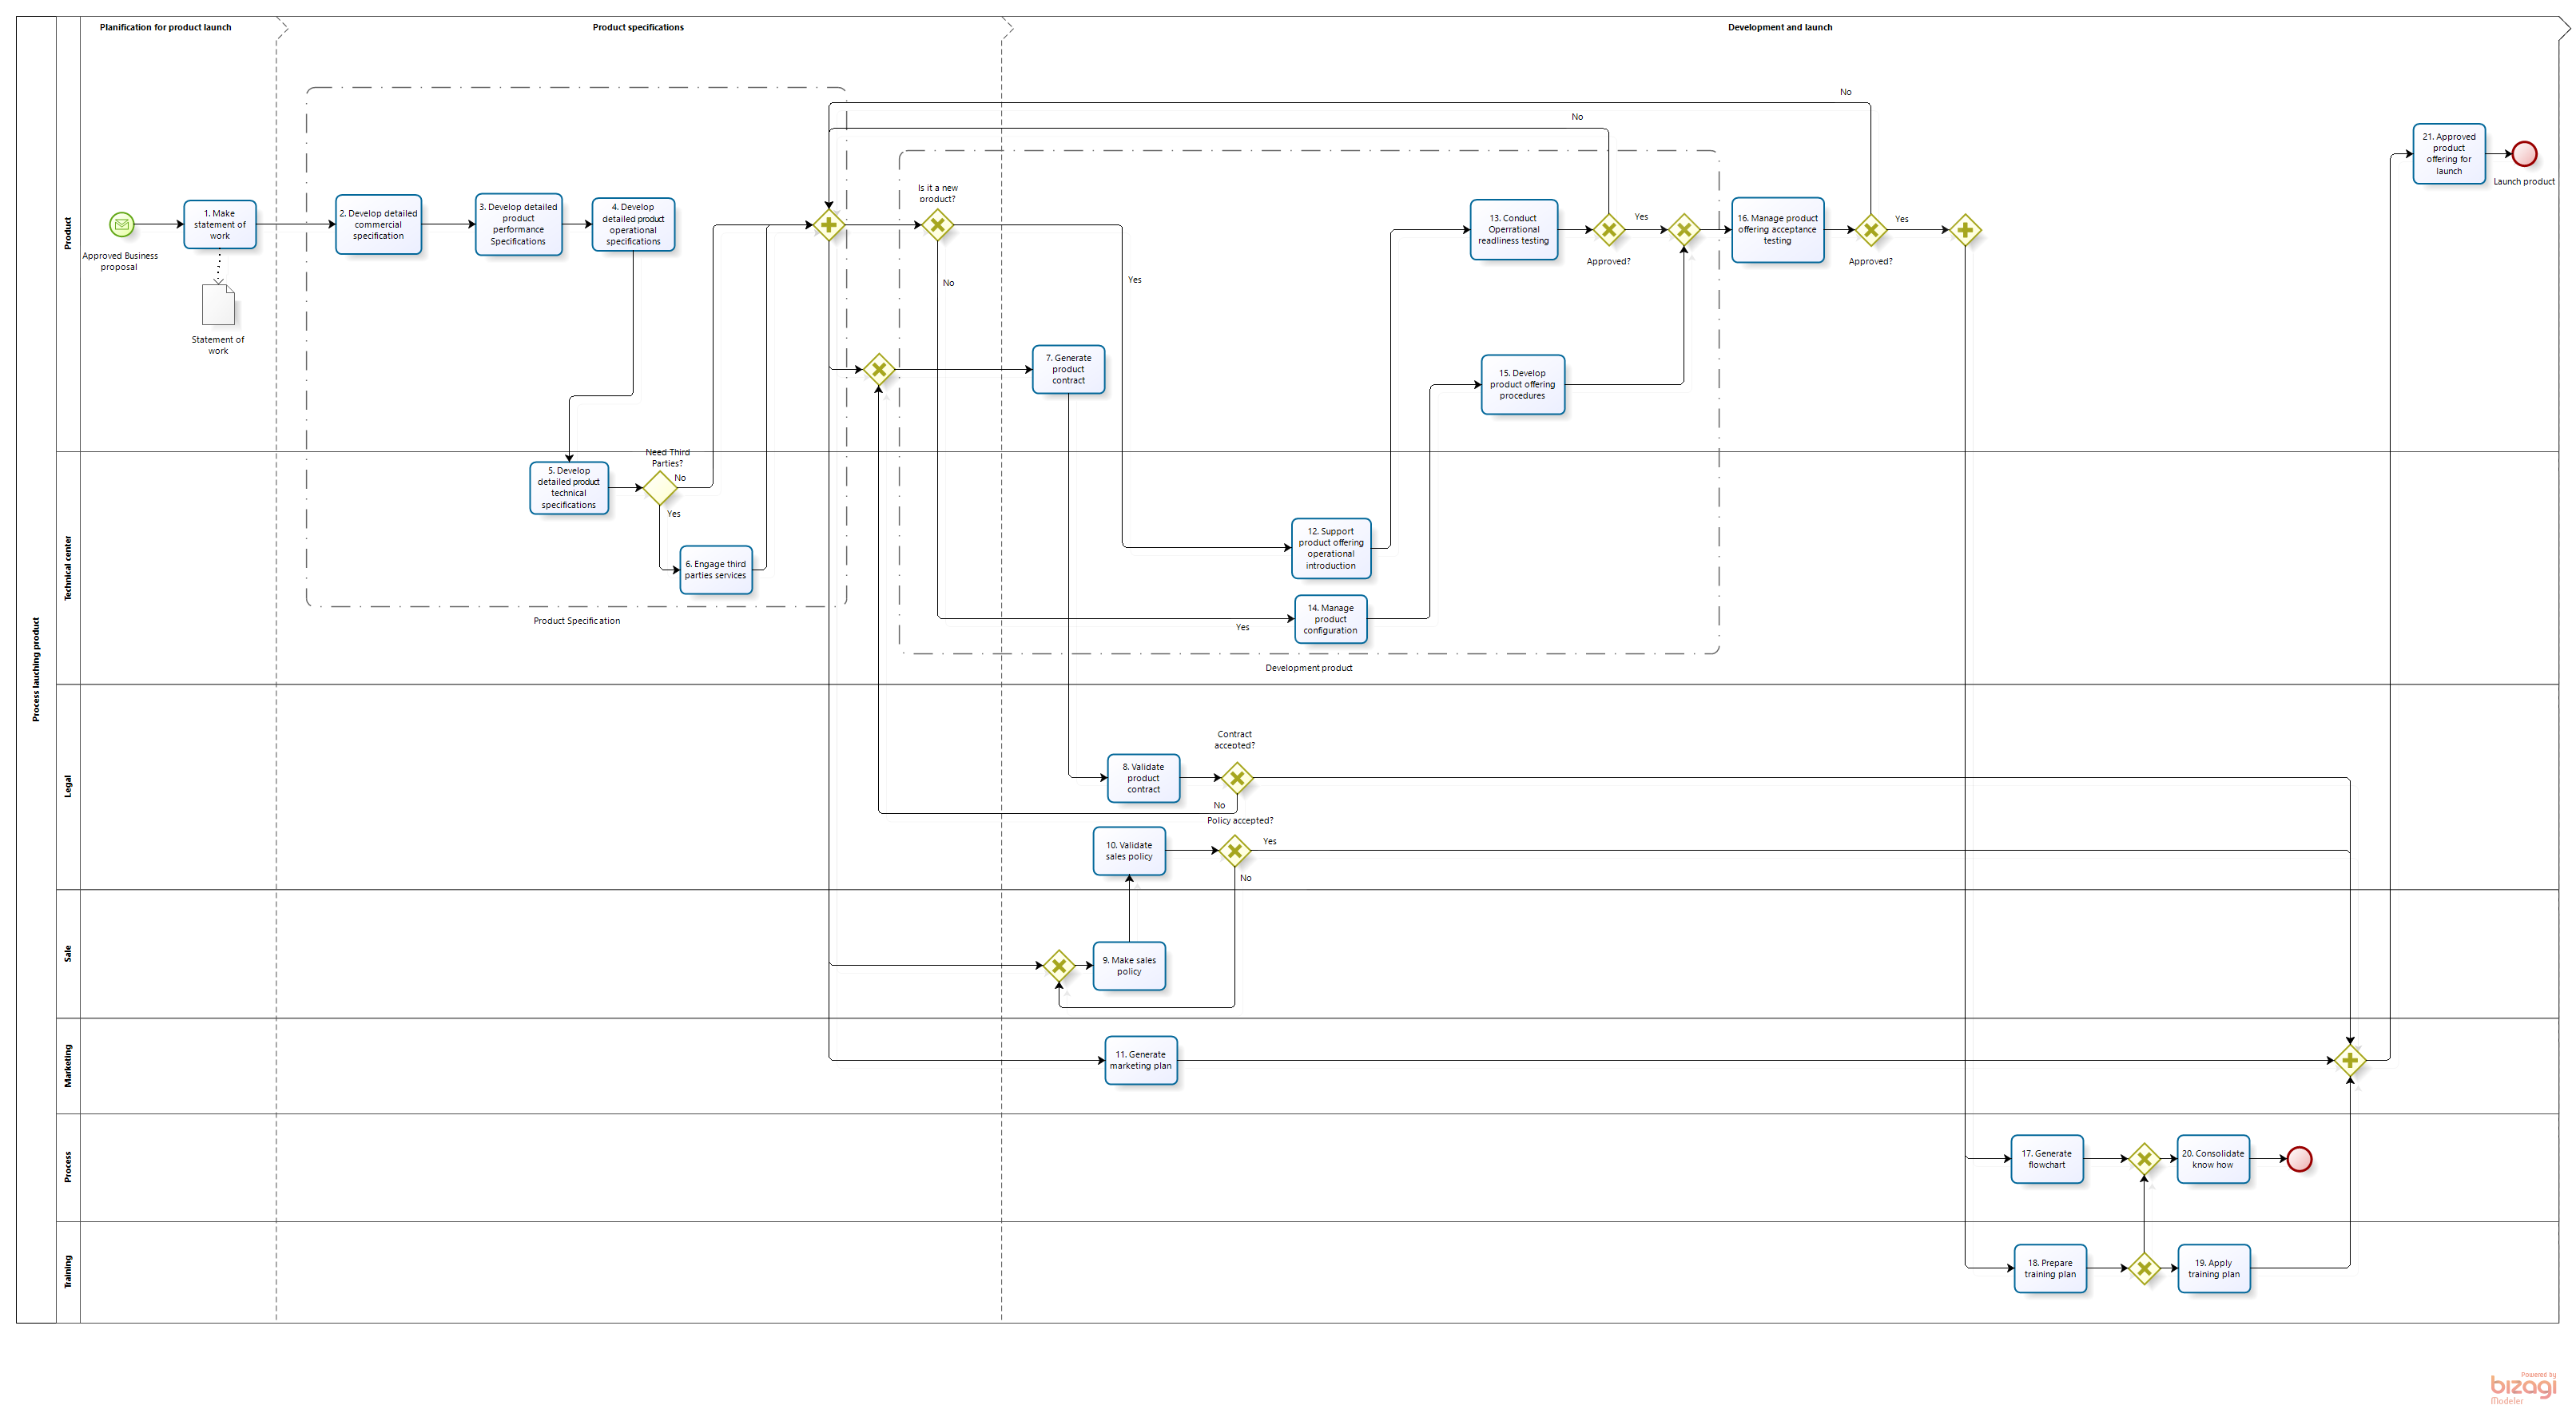 Planification for product launch
Product specifications
Development and launch
Process lauching product
Product
Technical center
Legal
Sale
Marketing
Process
Training
Approved Business
proposal
1. Make
statement of
work
Statement of
work
2. Develop detailed
commercial
specification
3. Develop detailed
product
performance
Specifications
4. Develop
detailed product
operational
specifications
5. Develop
detailed product
technical
specifications
Need Third
Parties?
No
Yes
6. Engage third
parties services
Product Specification
Is it a new
product?
No
Yes
Yes
7. Generate
product
contract
12. Support
product offering
operational
introduction
14. Manage
product
configuration
Development product
13. Conduct
Operrational
readliness testing
Approved?
No
Yes
15. Develop
product offering
procedures
16. Manage product
offering acceptance
testing
Approved?
No
Yes
8. Validate
product
contract
Contract
accepted?
No
10. Validate
sales policy
Policy accepted?
Yes
No
9. Make sales
policy
11. Generate
marketing plan
17. Generate
flowchart
20. Consolidate
know how
18. Prepare
training plan
19. Apply
training plan
21. Approved
product
offering for
launch
Launch product
Powered by
bizagi
Modeler